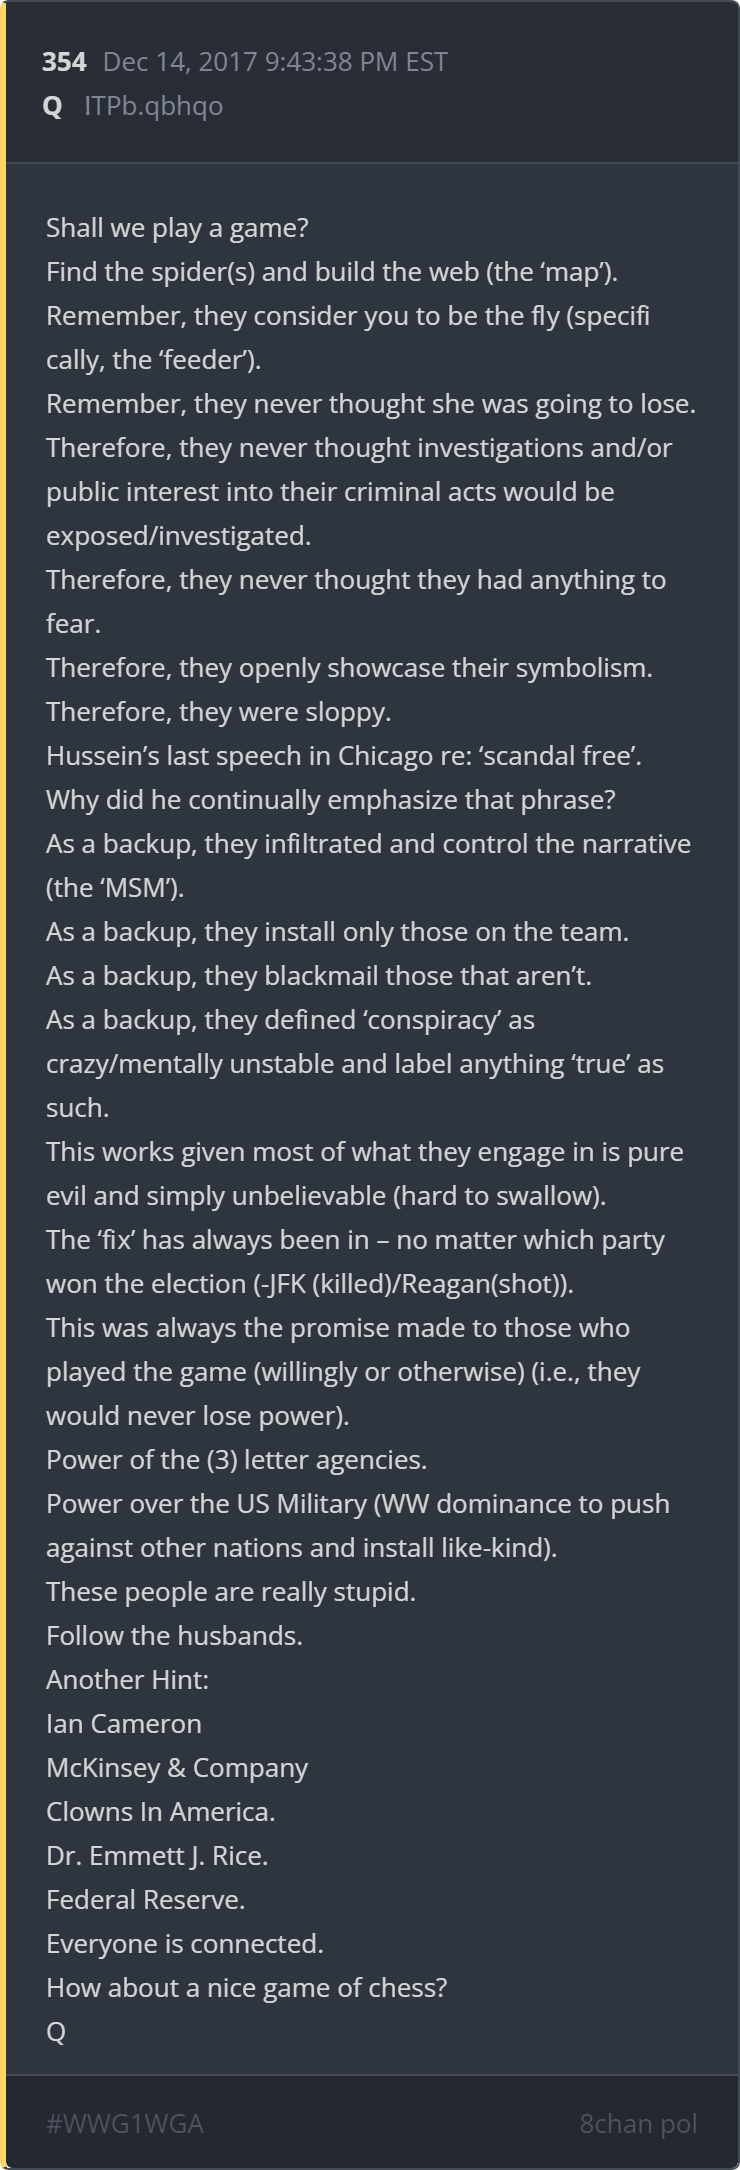 354 Dec 14, 2017 9:43:38 PM EST
Q ITPb.qbhqo
Shall we play a game?
Find the spider(s) and build the web (the ‘map’).
Remember, they consider you to be the fly (specifi
cally, the ‘feeder’).
Remember, they never thought she was going to lose.
Therefore, they never thought investigations and/or
public interest into their criminal acts would be
exposed/investigated.
Therefore, they never thought they had anything to
fear.
Therefore, they openly showcase their symbolism.
Therefore, they were sloppy.
Hussein’s last speech in Chicago re: ‘scandal free’.
Why did he continually emphasize that phrase?
As a backup, they infiltrated and control the narrative
(the ‘MSM’).
As a backup, they install only those on the team.
As a backup, they blackmail those that aren’t.
As a backup, they defined ‘conspiracy’ as
crazy/mentally unstable and label anything ‘true’ as
such.
This works given most of what they engage in is pure
evil and simply unbelievable (hard to swallow).
The ‘fix’ has always been in – no matter which party
won the election (-JFK (killed)/Reagan(shot)).
This was always the promise made to those who
played the game (willingly or otherwise) (i.e., they
would never lose power).
Power of the (3) letter agencies.
Power over the US Military (WW dominance to push
against other nations and install like-kind).
These people are really stupid.
Follow the husbands.
Another Hint:
Ian Cameron
McKinsey & Company
Clowns In America.
Dr. Emmett J. Rice.
Federal Reserve.
Everyone is connected.
How about a nice game of chess?
Q
#WWG1WGA 8chan pol